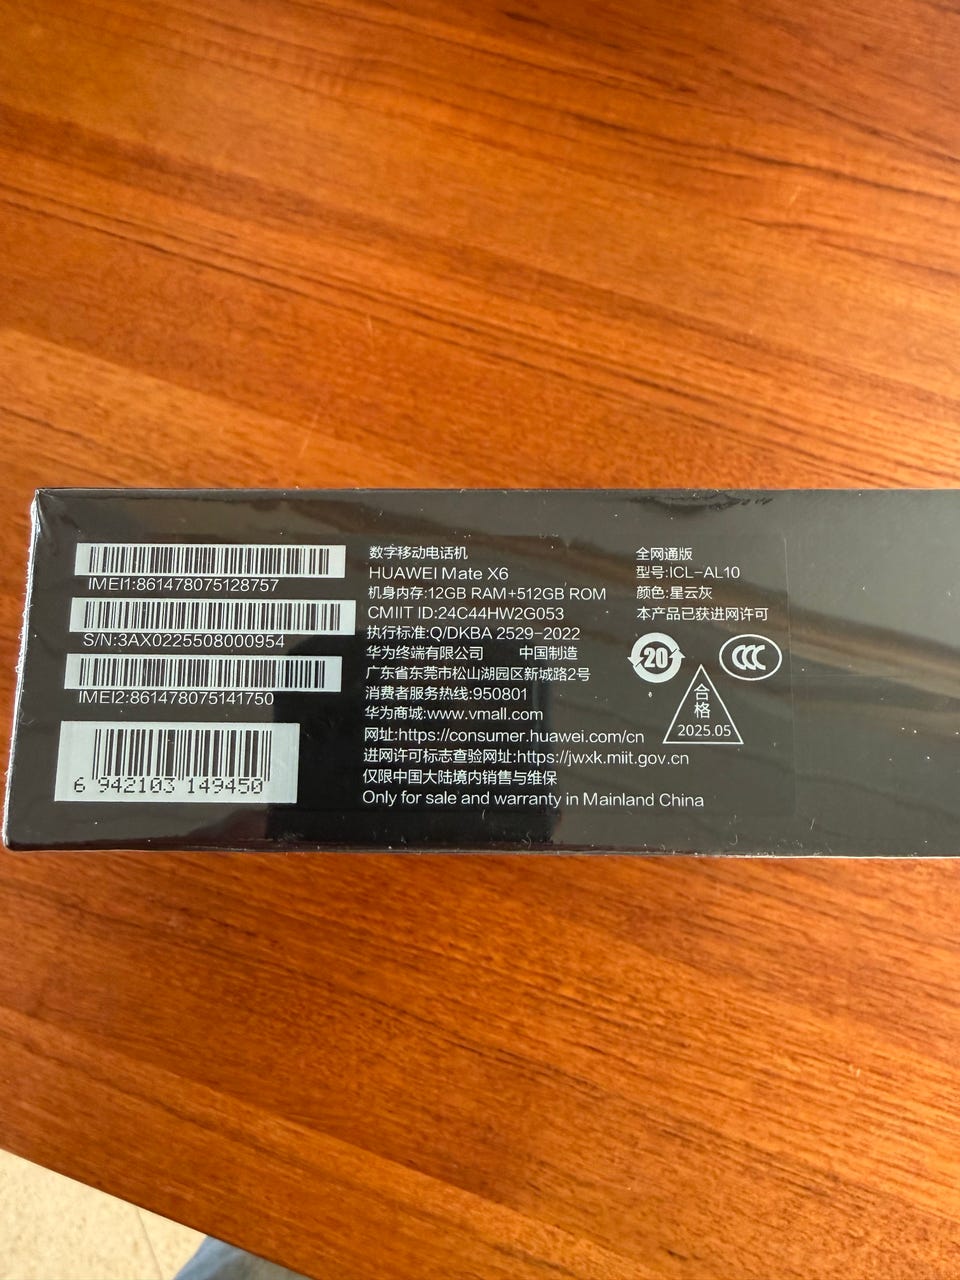 IMEI1:861478075128757
S/N:3AX0225508000954
IMEI2:861478075141750
6 942103 149450
数字移动电话机
HUAWEI Mate X6
机身内存:12GB RAM+512GB ROM
CMIIT ID:24C44HW2G053
执行标准:Q/DKBA 2529-2022
华为终端有限公司 中国制造
广东省东莞市松山湖园区新城路2号
消费者服务热线:950801
华为商城:www.vmall.com
网址:https://consumer.huawei.com/cn
进网许可标志查验网址:https://jwxk.miit.gov.cn
仅限中国大陆境内销售与维保
Only for sale and warranty in Mainland China
全网通版
型号:ICL-AL10
颜色:星云灰
本产品已获进网许可
20
CCC
合
格
2025.05